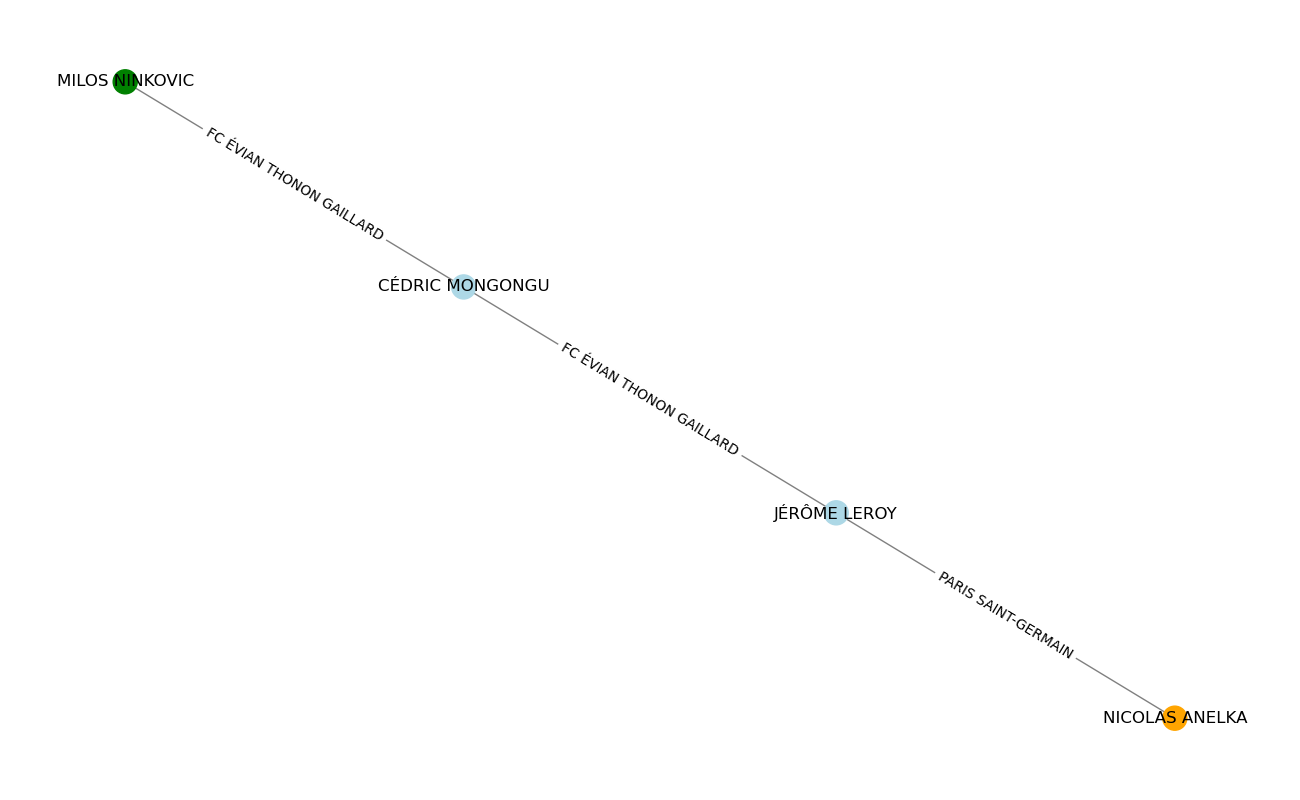 MILOS NINKOVIC
FC ÉVIAN THONON GAILLARD
CÉDRIC MONGONGU
FC ÉVIAN THONON GAILLARD
JÉRÔME LEROY
PARIS SAINT-GERMAIN
NICOLAS ANELKA